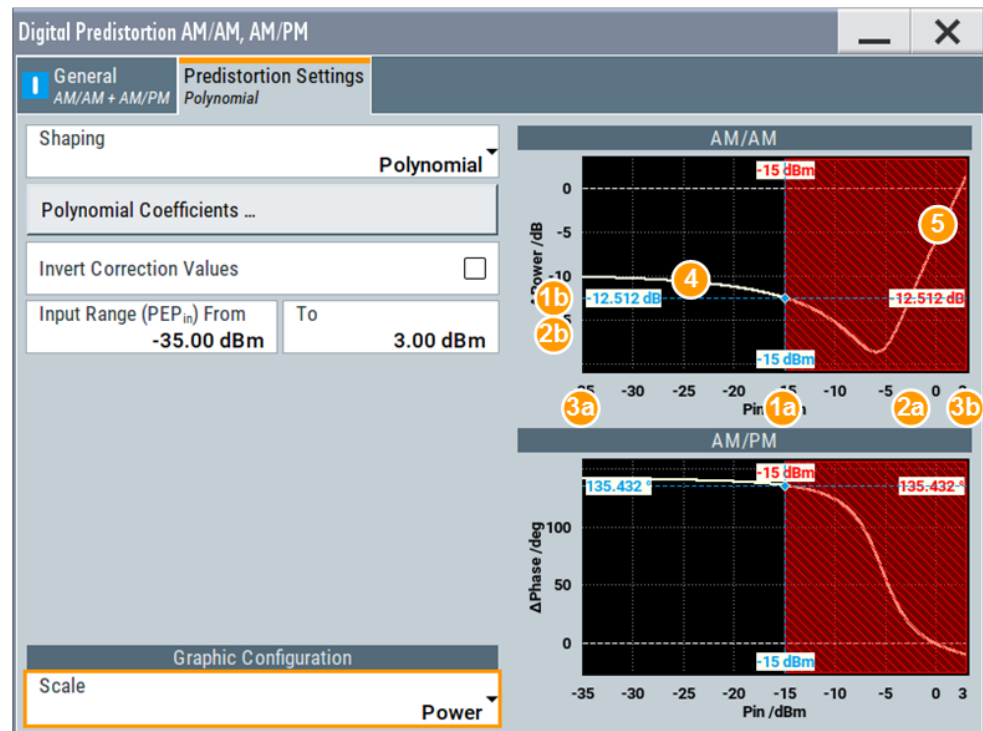 Digital Predistortion AM/AM, AM/PM
General
AM/AM + AM/PM
Predistortion Settings
Polynomial
Shaping
Polynomial
Polynomial Coefficients ...
Invert Correction Values
Input Range (PEPin) From
-35.00 dBm
To
3.00 dBm
Graphic Configuration
Scale
Power
AM/AM
-15 dBm
0
-5
-10
/dB
-12.512 dB
-12.512 dB
-15 dBm
1b
2b
4
5
-30 -25 -20 -10 -5 0
3a
1a
2a
3b
AM/PM
-15 dBm
135.432 °
135.432 °
ΔPhase /deg
100
50
0
-15 dBm
-35 -30 -25 -20 -15 -10 -5 0 3
Pin /dBm